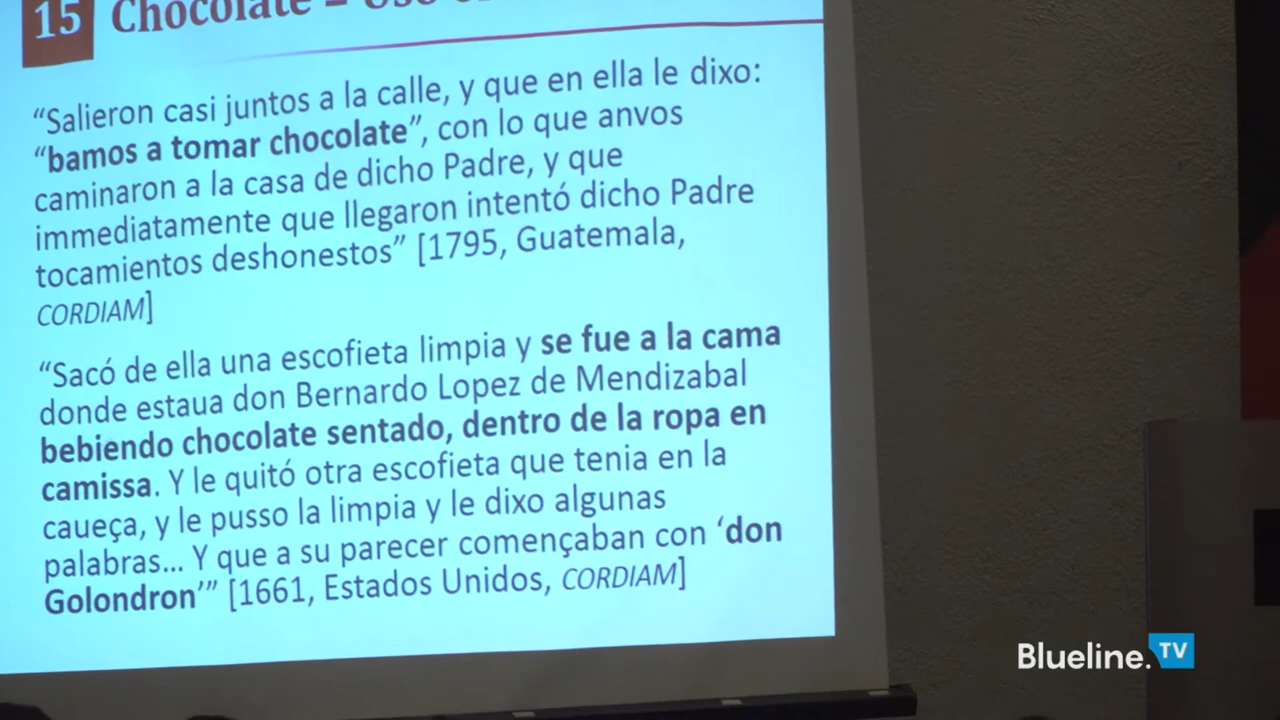 15 Chocolate –
“Salieron casi juntos a la calle, y que en ella le dixo:
“bamos a tomar chocolate”, con lo que anvos
caminaron a la casa de dicho Padre, y que
immediatamente que llegaron intentó dicho Padre
tocamientos deshonestos” [1795, Guatemala,
CORDIAM]
“Sacó de ella una escofieta limpia y se fue a la cama
donde estaua don Bernardo Lopez de Mendizabal
bebiendo chocolate sentado, dentro de la ropa en
camissa. Y le quitó otra escofieta que tenia en la
caueça, y le pusso la limpia y le dixo algunas
palabras... Y que a su parecer començaban con ‘don
Golondron’” [1661, Estados Unidos, CORDIAM]
Blueline.TV